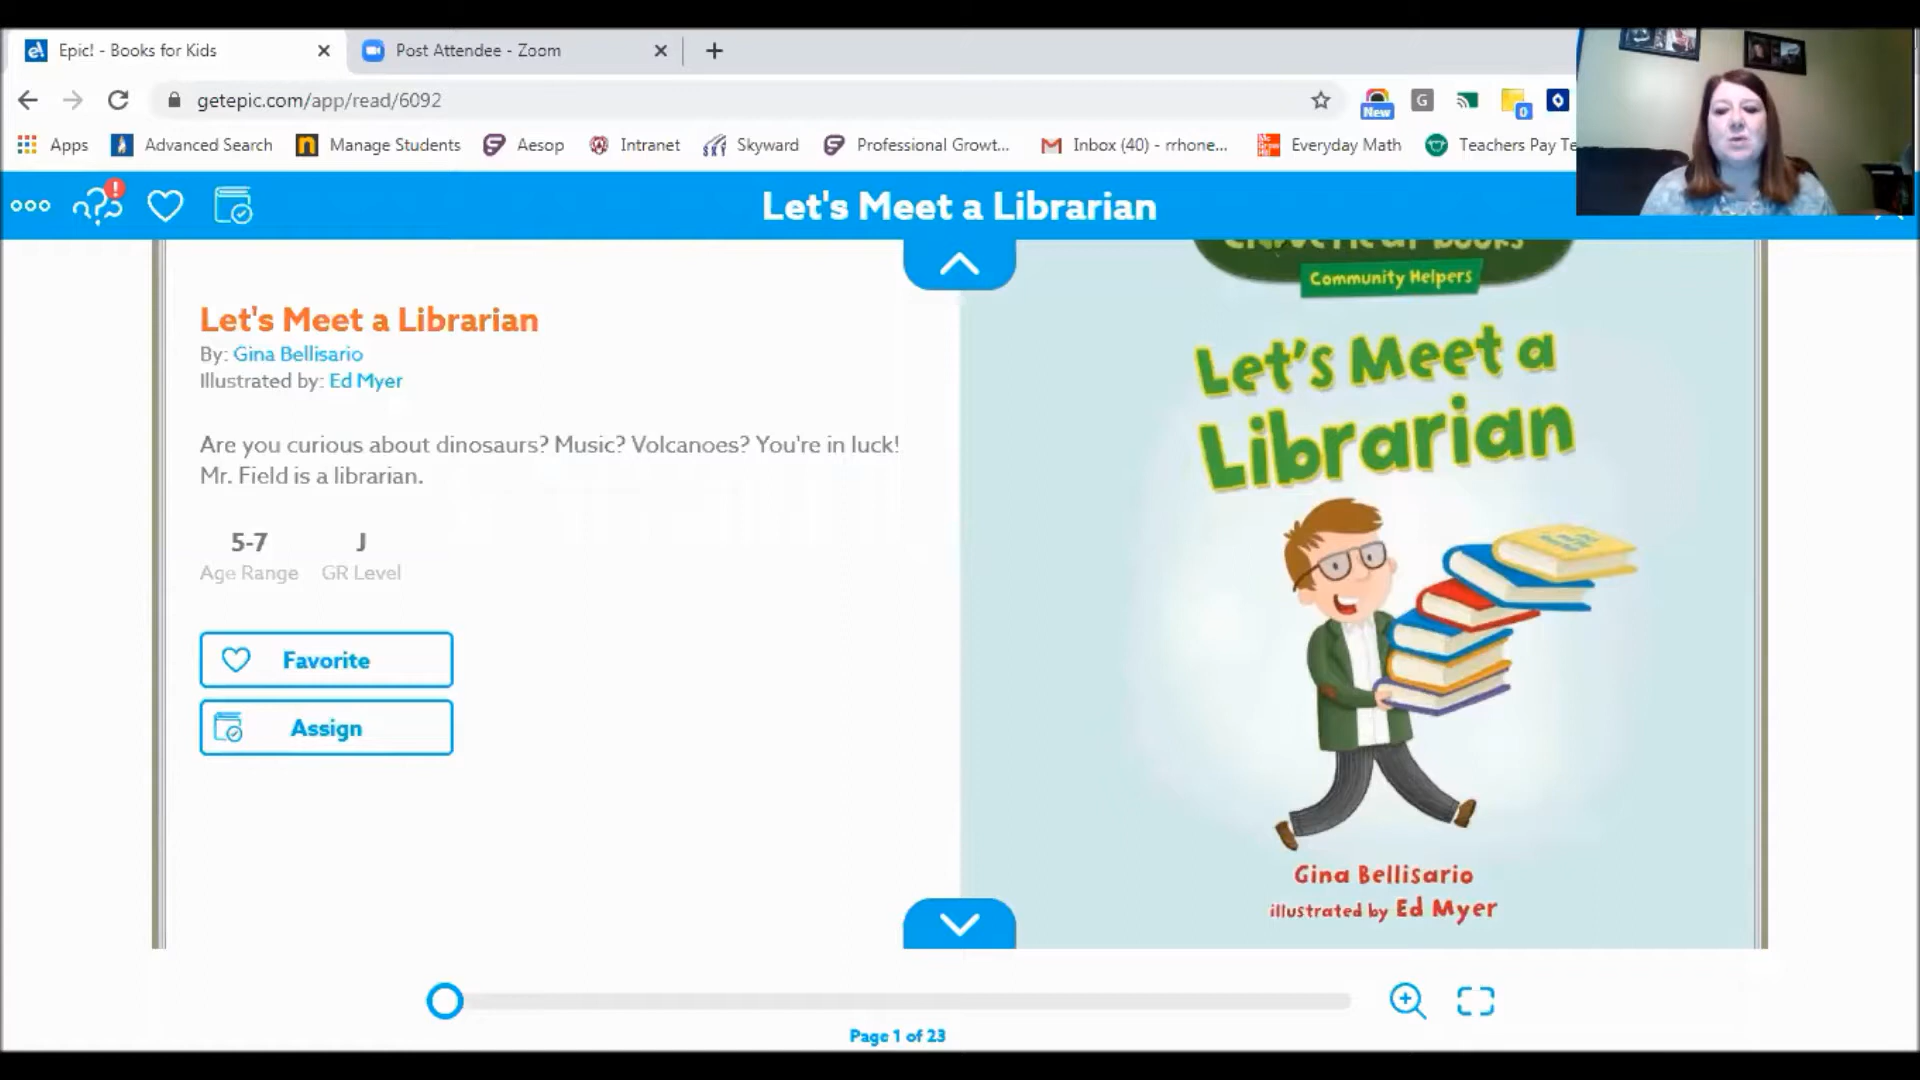 Epic! - Books for Kids
Post Attendee - Zoom
getepic.com/app/read/6092
New
G
0
Apps
Advanced Search
Manage Students
Aesop
Intranet
Skyward
Professional Growt...
Inbox (40) - rrhone...
Everyday Math
Teachers Pay Te
Let's Meet a Librarian
Community Helpers
Let's Meet a Librarian
By: Gina Bellisario
Illustrated by: Ed Myer
Are you curious about dinosaurs? Music? Volcanoes? You're in luck!
Mr. Field is a librarian.
5-7
Age Range
J
GR Level
Favorite
Assign
Let's Meet a
Librarian
Gina Bellisario
illustrated by Ed Myer
Page 1 of 23